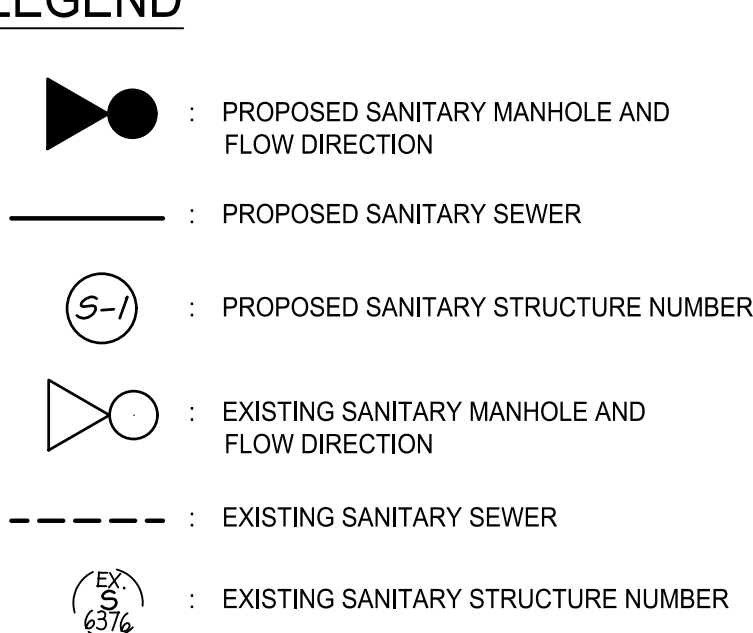 LEGEND
: PROPOSED SANITARY MANHOLE AND
FLOW DIRECTION
: PROPOSED SANITARY SEWER
S-1 : PROPOSED SANITARY STRUCTURE NUMBER
: EXISTING SANITARY MANHOLE AND
FLOW DIRECTION
: EXISTING SANITARY SEWER
EX.
S
6376
: EXISTING SANITARY STRUCTURE NUMBER